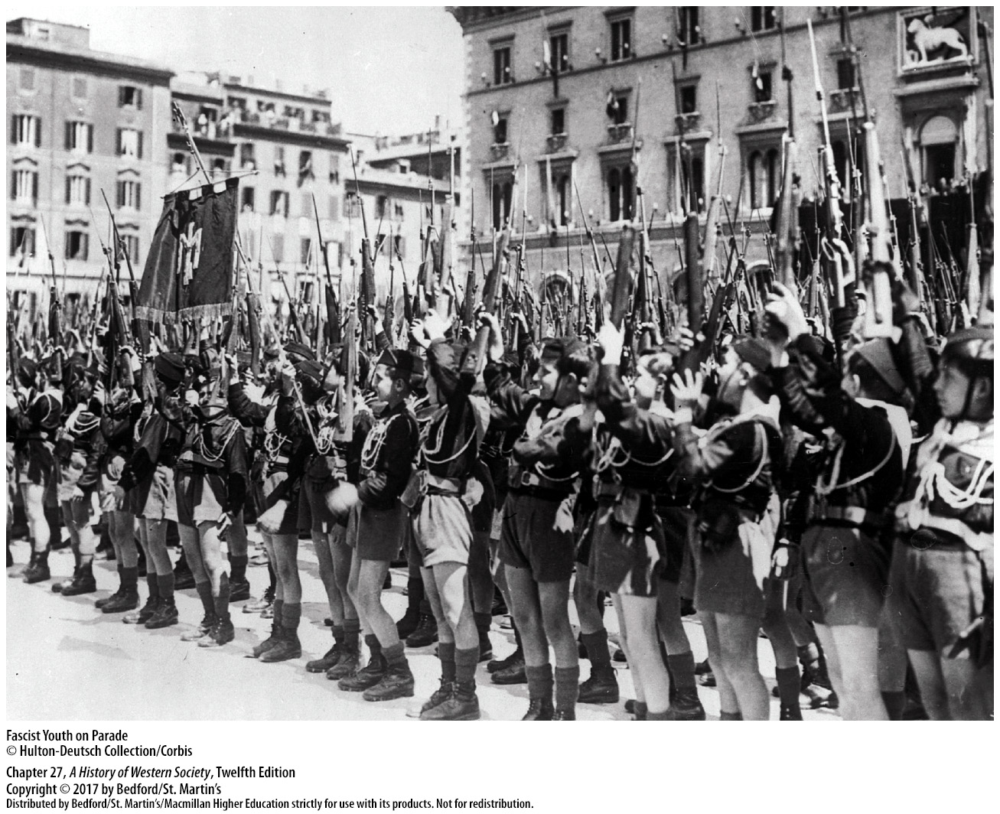 M
Fascist Youth on Parade
© Hulton-Deutsch Collection/Corbis
Chapter 27, A History of Western Society, Twelfth Edition
Copyright © 2017 by Bedford/St. Martin's
Distributed by Bedford/St. Martin's/Macmillan Higher Education strictly for use with its products. Not for redistribution.